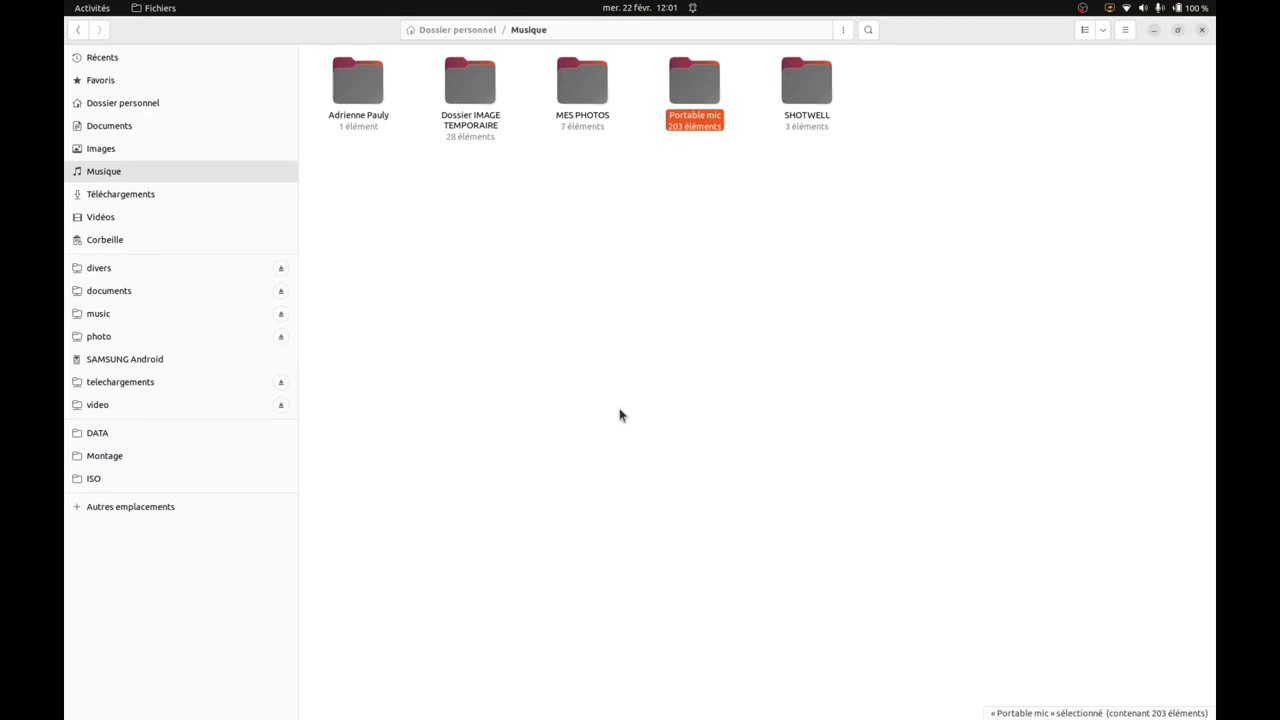 Activités
Fichiers
mer. 22 févr. 12:01
100 %
Dossier personnel / Musique
Récents
Favoris
Dossier personnel
Documents
Images
Musique
Téléchargements
Vidéos
Corbeille
divers
documents
music
photo
SAMSUNG Android
telechargements
video
DATA
Montage
ISO
Autres emplacements
Adrienne Pauly
1 élément
Dossier IMAGE
TEMPORAIRE
28 éléments
MES PHOTOS
7 éléments
Portable mic
203 éléments
SHOTWELL
3 éléments
« Portable mic » sélectionné (contenant 203 éléments)